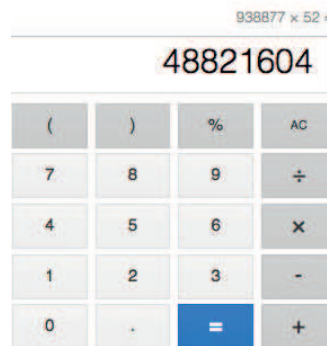 938877 × 52 =
48821604
( ) % AC
7 8 9 ÷
4 5 6 ×
1 2 3 -
0 . = +